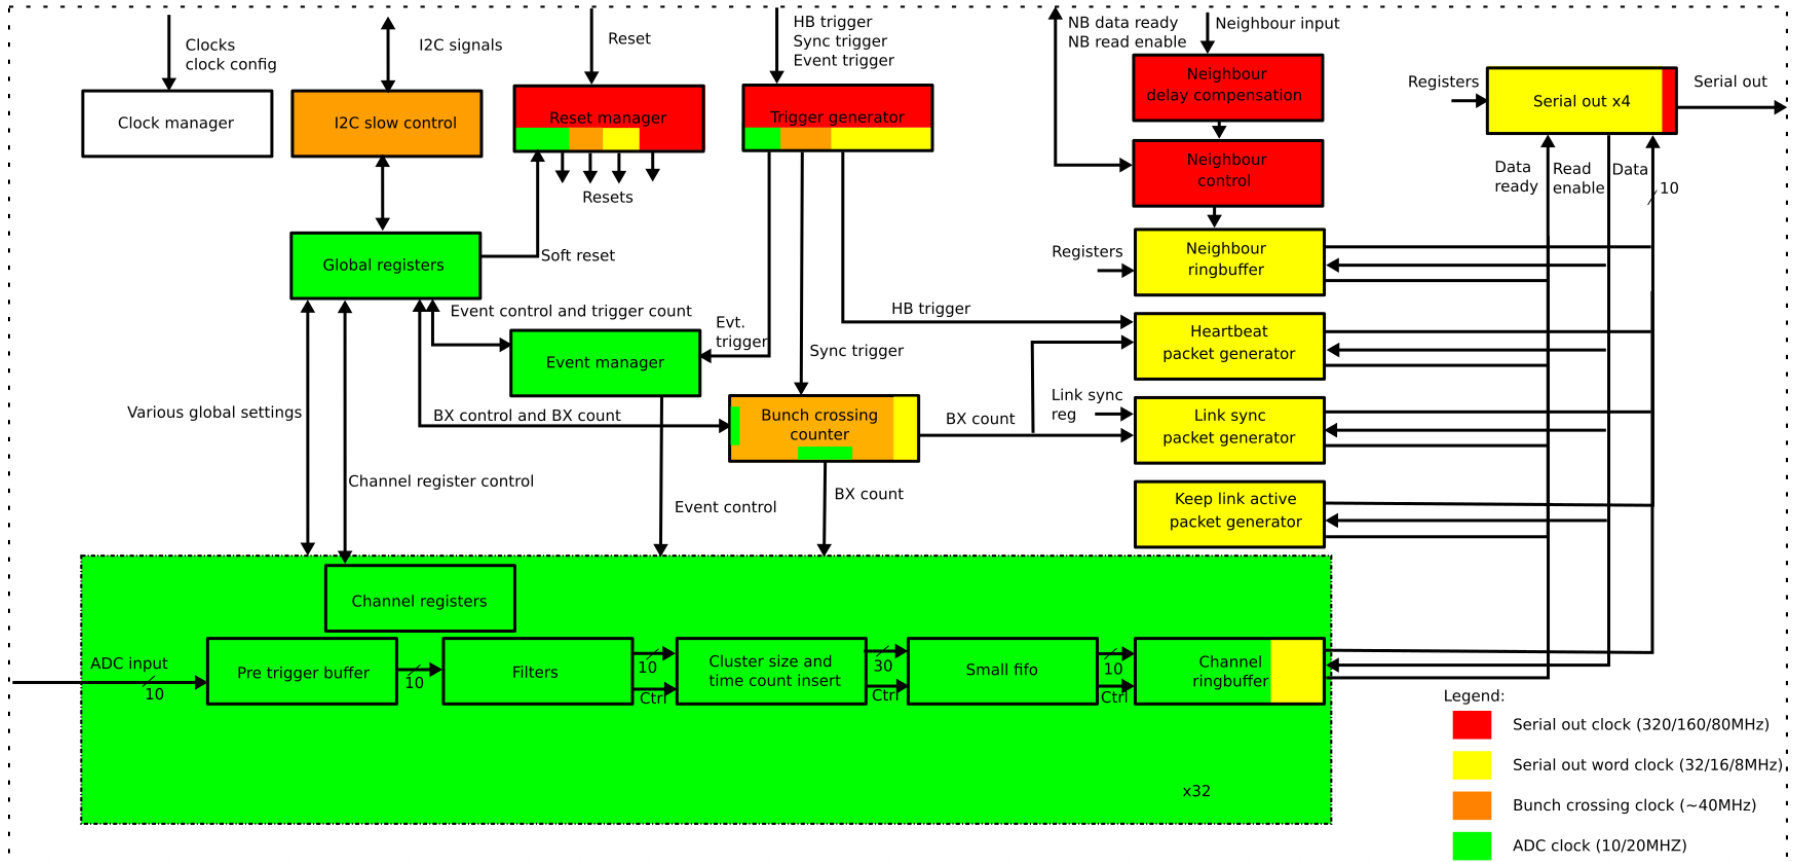 Clocks
clock config
I2C signals
Reset
HB trigger
Sync trigger
Event trigger
NB data ready
NB read enable
Neighbour input
Registers
Serial out
Clock manager
I2C slow control
Reset manager
Trigger generator
Neighbour
delay compensation
Serial out x4
Neighbour
control
Data
ready
Read
enable
Data
10
Resets
Global registers
Soft reset
Registers
Neighbour
ringbuffer
Event control and trigger count
HB trigger
Evt.
trigger
Sync trigger
Event manager
Heartbeat
packet generator
Various global settings
BX control and BX count
Bunch crossing
counter
BX count
Link sync
reg
Link sync
packet generator
Channel register control
Event control
BX count
Keep link active
packet generator
Channel registers
ADC input
10
Pre trigger buffer
10
Filters
10
Ctrl
Cluster size and
time count insert
30
Ctrl
Small fifo
10
Ctrl
Channel
ringbuffer
x32
Legend:
Serial out clock (320/160/80MHz)
Serial out word clock (32/16/8MHz)
Bunch crossing clock (~40MHz)
ADC clock (10/20MHZ)